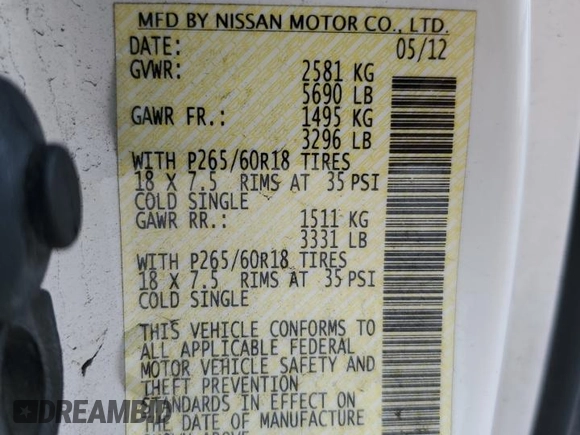 MFD BY NISSAN MOTOR CO., LTD.
DATE: 05/12
GVWR: 2581 KG
5690 LB
GAWR FR.: 1495 KG
3296 LB
WITH P265/60R18 TIRES
18 X 7.5 RIMS AT 35 PSI
COLD SINGLE
GAWR RR.: 1511 KG
3331 LB
WITH P265/60R18 TIRES
18 X 7.5 RIMS AT 35 PSI
COLD SINGLE
THIS VEHICLE CONFORMS TO
ALL APPLICABLE FEDERAL
MOTOR VEHICLE SAFETY AND
THEFT PREVENTION
STANDARDS IN EFFECT ON
THE DATE OF MANUFACTURE
DREAMBID